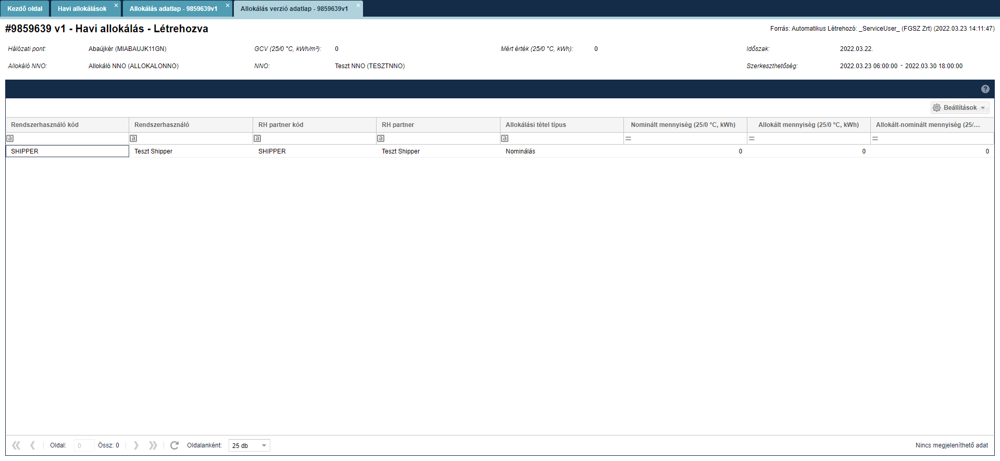 Kezdő oldal Havi allokálások × Allokálás adatlap - 9859639v1 × Allokálás verzió adatlap - 9859639v1 ×
#9859639 v1 - Havi allokálás - Létrehozva Forrás: Automatikus Létrehozó: _ServiceUser_ (FGSZ Zrt) (2022.03.23 14:11:47)
Hálózati pont: Abaújkér (MIABAUJK11GN) GCV (25/0 °C, kWh/m³): 0 Mért érték (25/0 °C, kWh): 0 Időszak: 2022.03.22.
Allokáló NNO: Allokáló NNO (ALLOKALONNO) NNO: Teszt NNO (TESZTNNO) Szerkeszthetőség: 2022.03.23 06:00:00 - 2022.03.30 18:00:00
?
Beállítások
Rendszerhasználó kód Rendszerhasználó RH partner kód RH partner Allokálási tétel típus Nominált mennyiség (25/0 °C, kWh) Allokált mennyiség (25/0 °C, kWh) Allokált-nominált mennyiség (25/...
a a a a a = = =
SHIPPER Teszt Shipper SHIPPER Teszt Shipper Nominálás 0 0 0
Oldal: 0 Össz: 0 Oldalanként: 25 db Nincs megjeleníthető adat